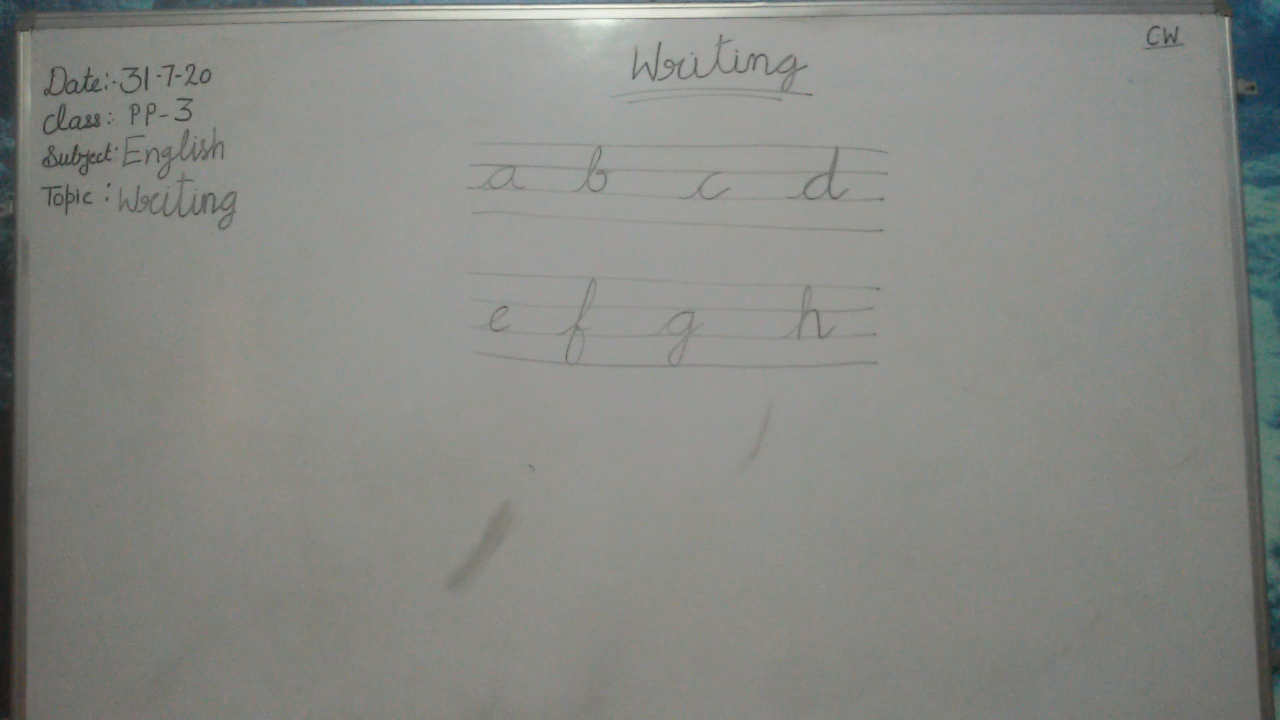 CW
Writing
Date:-31-7-20
Class: PP-3
Subject: English
Topic: Writing
a b c d
e f g h